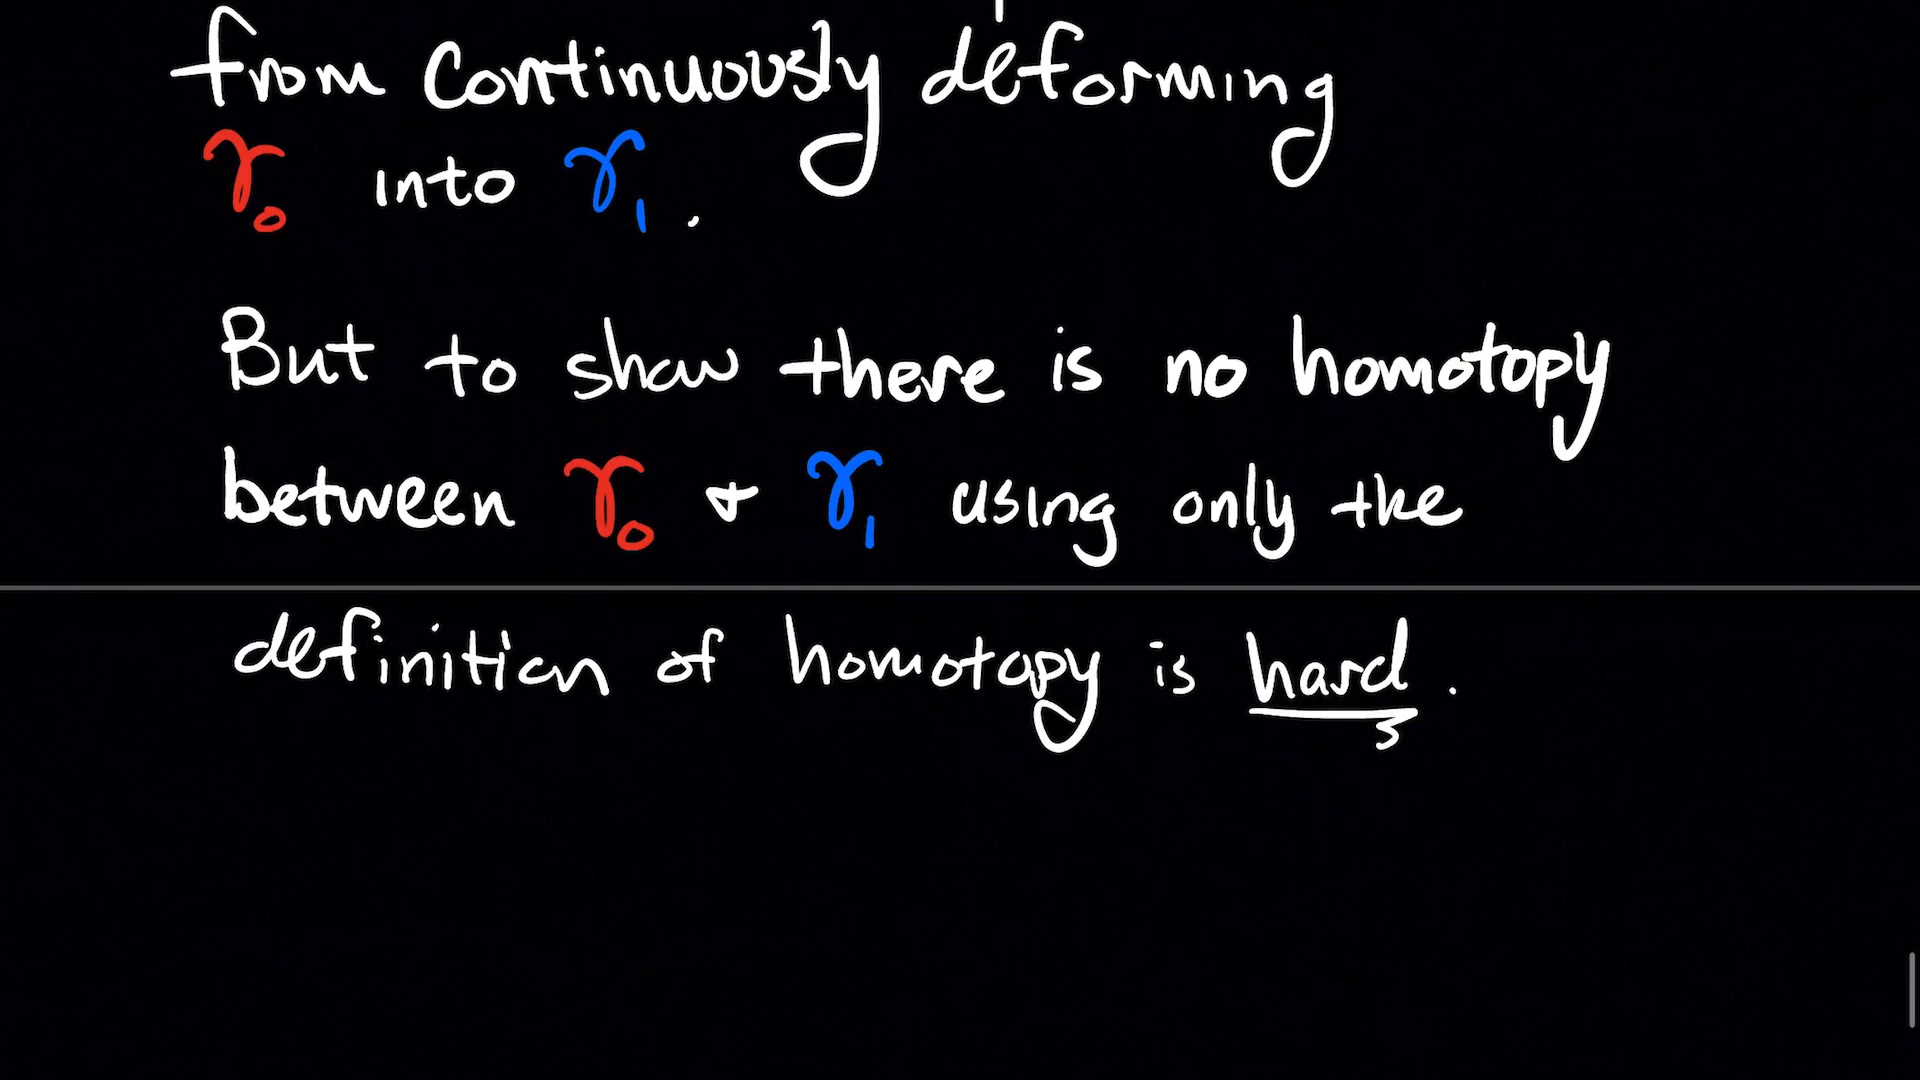 from continuously deforming
γ₀ into γ₁.
But to show there is no homotopy
between γ₀ & γ₁ using only the
definition of homotopy is hard.